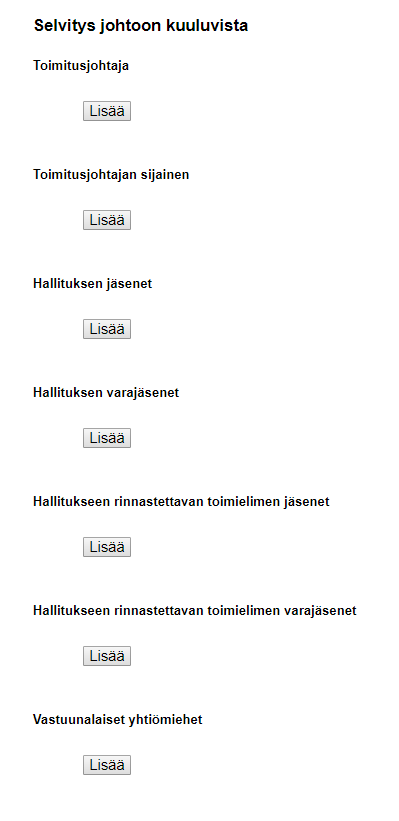 Selvitys johtoon kuuluvista
Toimitusjohtaja
Lisää
Toimitusjohtajan sijainen
Lisää
Hallituksen jäsenet
Lisää
Hallituksen varajäsenet
Lisää
Hallitukseen rinnastettavan toimielimen jäsenet
Lisää
Hallitukseen rinnastettavan toimielimen varajäsenet
Lisää
Vastuunalaiset yhtiömiehet
Lisää